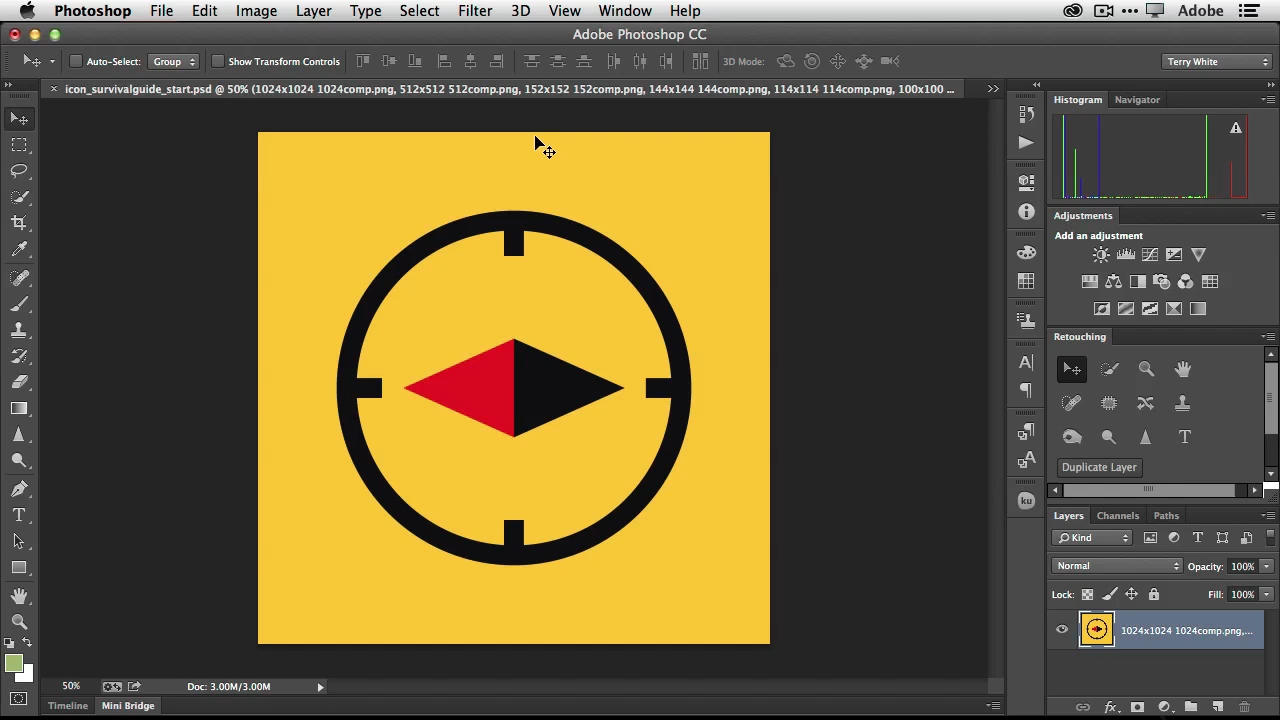 Photoshop File Edit Image Layer Type Select Filter 3D View Window Help Adobe
Adobe Photoshop CC
Auto-Select: Group Show Transform Controls 3D Mode: Terry White
icon_survivalguide_start.psd @ 50% (1024x1024 1024comp.png, 512x512 512comp.png, 152x152 152comp.png, 144x144 144comp.png, 114x114 114comp.png, 100x100 ...
Histogram Navigator
Adjustments
Add an adjustment
Retouching
Duplicate Layer
ku
Layers Channels Paths
Kind
Normal Opacity: 100%
Lock: Fill: 100%
1024x1024 1024comp.png,...
50% Doc: 3.00M/3.00M
Timeline Mini Bridge
fx